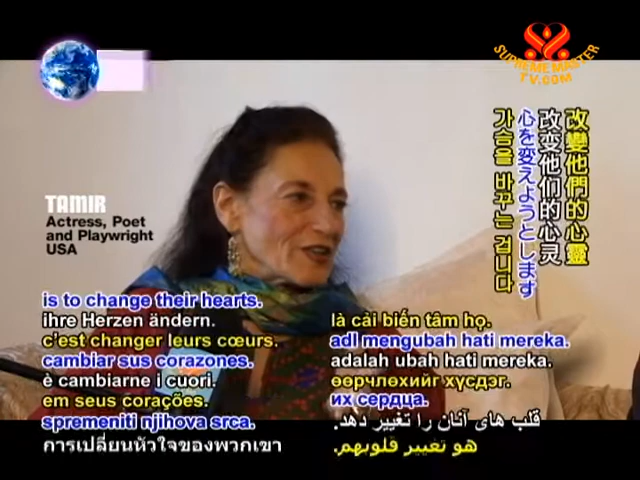 SUPREME MASTER
TV.COM
改變他們的心靈
改变他们的心灵
心を変えようとします
가슴을 바꾸는 겁니다
TAMIR
Actress, Poet
and Playwright
USA
is to change their hearts.
ihre Herzen ändern.
c'est changer leurs cœurs.
cambiar sus corazones.
è cambiarne i cuori.
em seus corações.
spremeniti njihova srca.
การเปลี่ยนหัวใจของพวกเขา
là cải biến tâm họ.
adl mengubah hati mereka.
adalah ubah hati mereka.
өөрчлөхийг хүсдэг.
их сердца.
قلب های آنان را تغییر دهد.
هو تغيير قلوبهم.